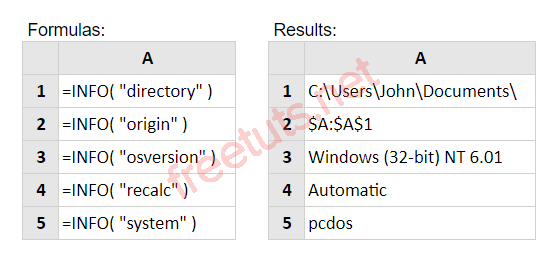 Formulas:
A
1 =INFO( "directory" )
2 =INFO( "origin" )
3 =INFO( "osversion" )
4 =INFO( "recalc" )
5 =INFO( "system" )
Results:
A
1 C:\Users\John\Documents\
2 $A:$A$1
3 Windows (32-bit) NT 6.01
4 Automatic
5 pcdos
freetuts.net